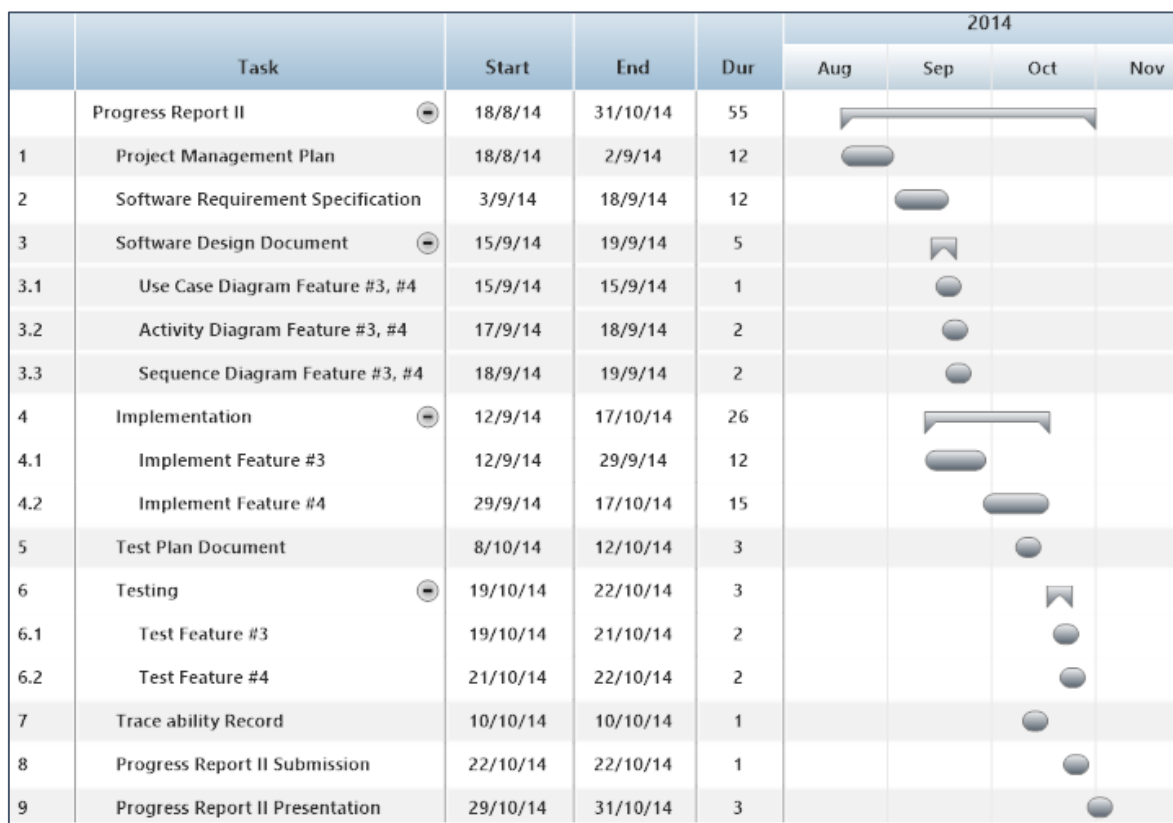 2014
Task Start End Dur Aug Sep Oct Nov
Progress Report II 18/8/14 31/10/14 55
1 Project Management Plan 18/8/14 2/9/14 12
2 Software Requirement Specification 3/9/14 18/9/14 12
3 Software Design Document 15/9/14 19/9/14 5
3.1 Use Case Diagram Feature #3, #4 15/9/14 15/9/14 1
3.2 Activity Diagram Feature #3, #4 17/9/14 18/9/14 2
3.3 Sequence Diagram Feature #3, #4 18/9/14 19/9/14 2
4 Implementation 12/9/14 17/10/14 26
4.1 Implement Feature #3 12/9/14 29/9/14 12
4.2 Implement Feature #4 29/9/14 17/10/14 15
5 Test Plan Document 8/10/14 12/10/14 3
6 Testing 19/10/14 22/10/14 3
6.1 Test Feature #3 19/10/14 21/10/14 2
6.2 Test Feature #4 21/10/14 22/10/14 2
7 Trace ability Record 10/10/14 10/10/14 1
8 Progress Report II Submission 22/10/14 22/10/14 1
9 Progress Report II Presentation 29/10/14 31/10/14 3